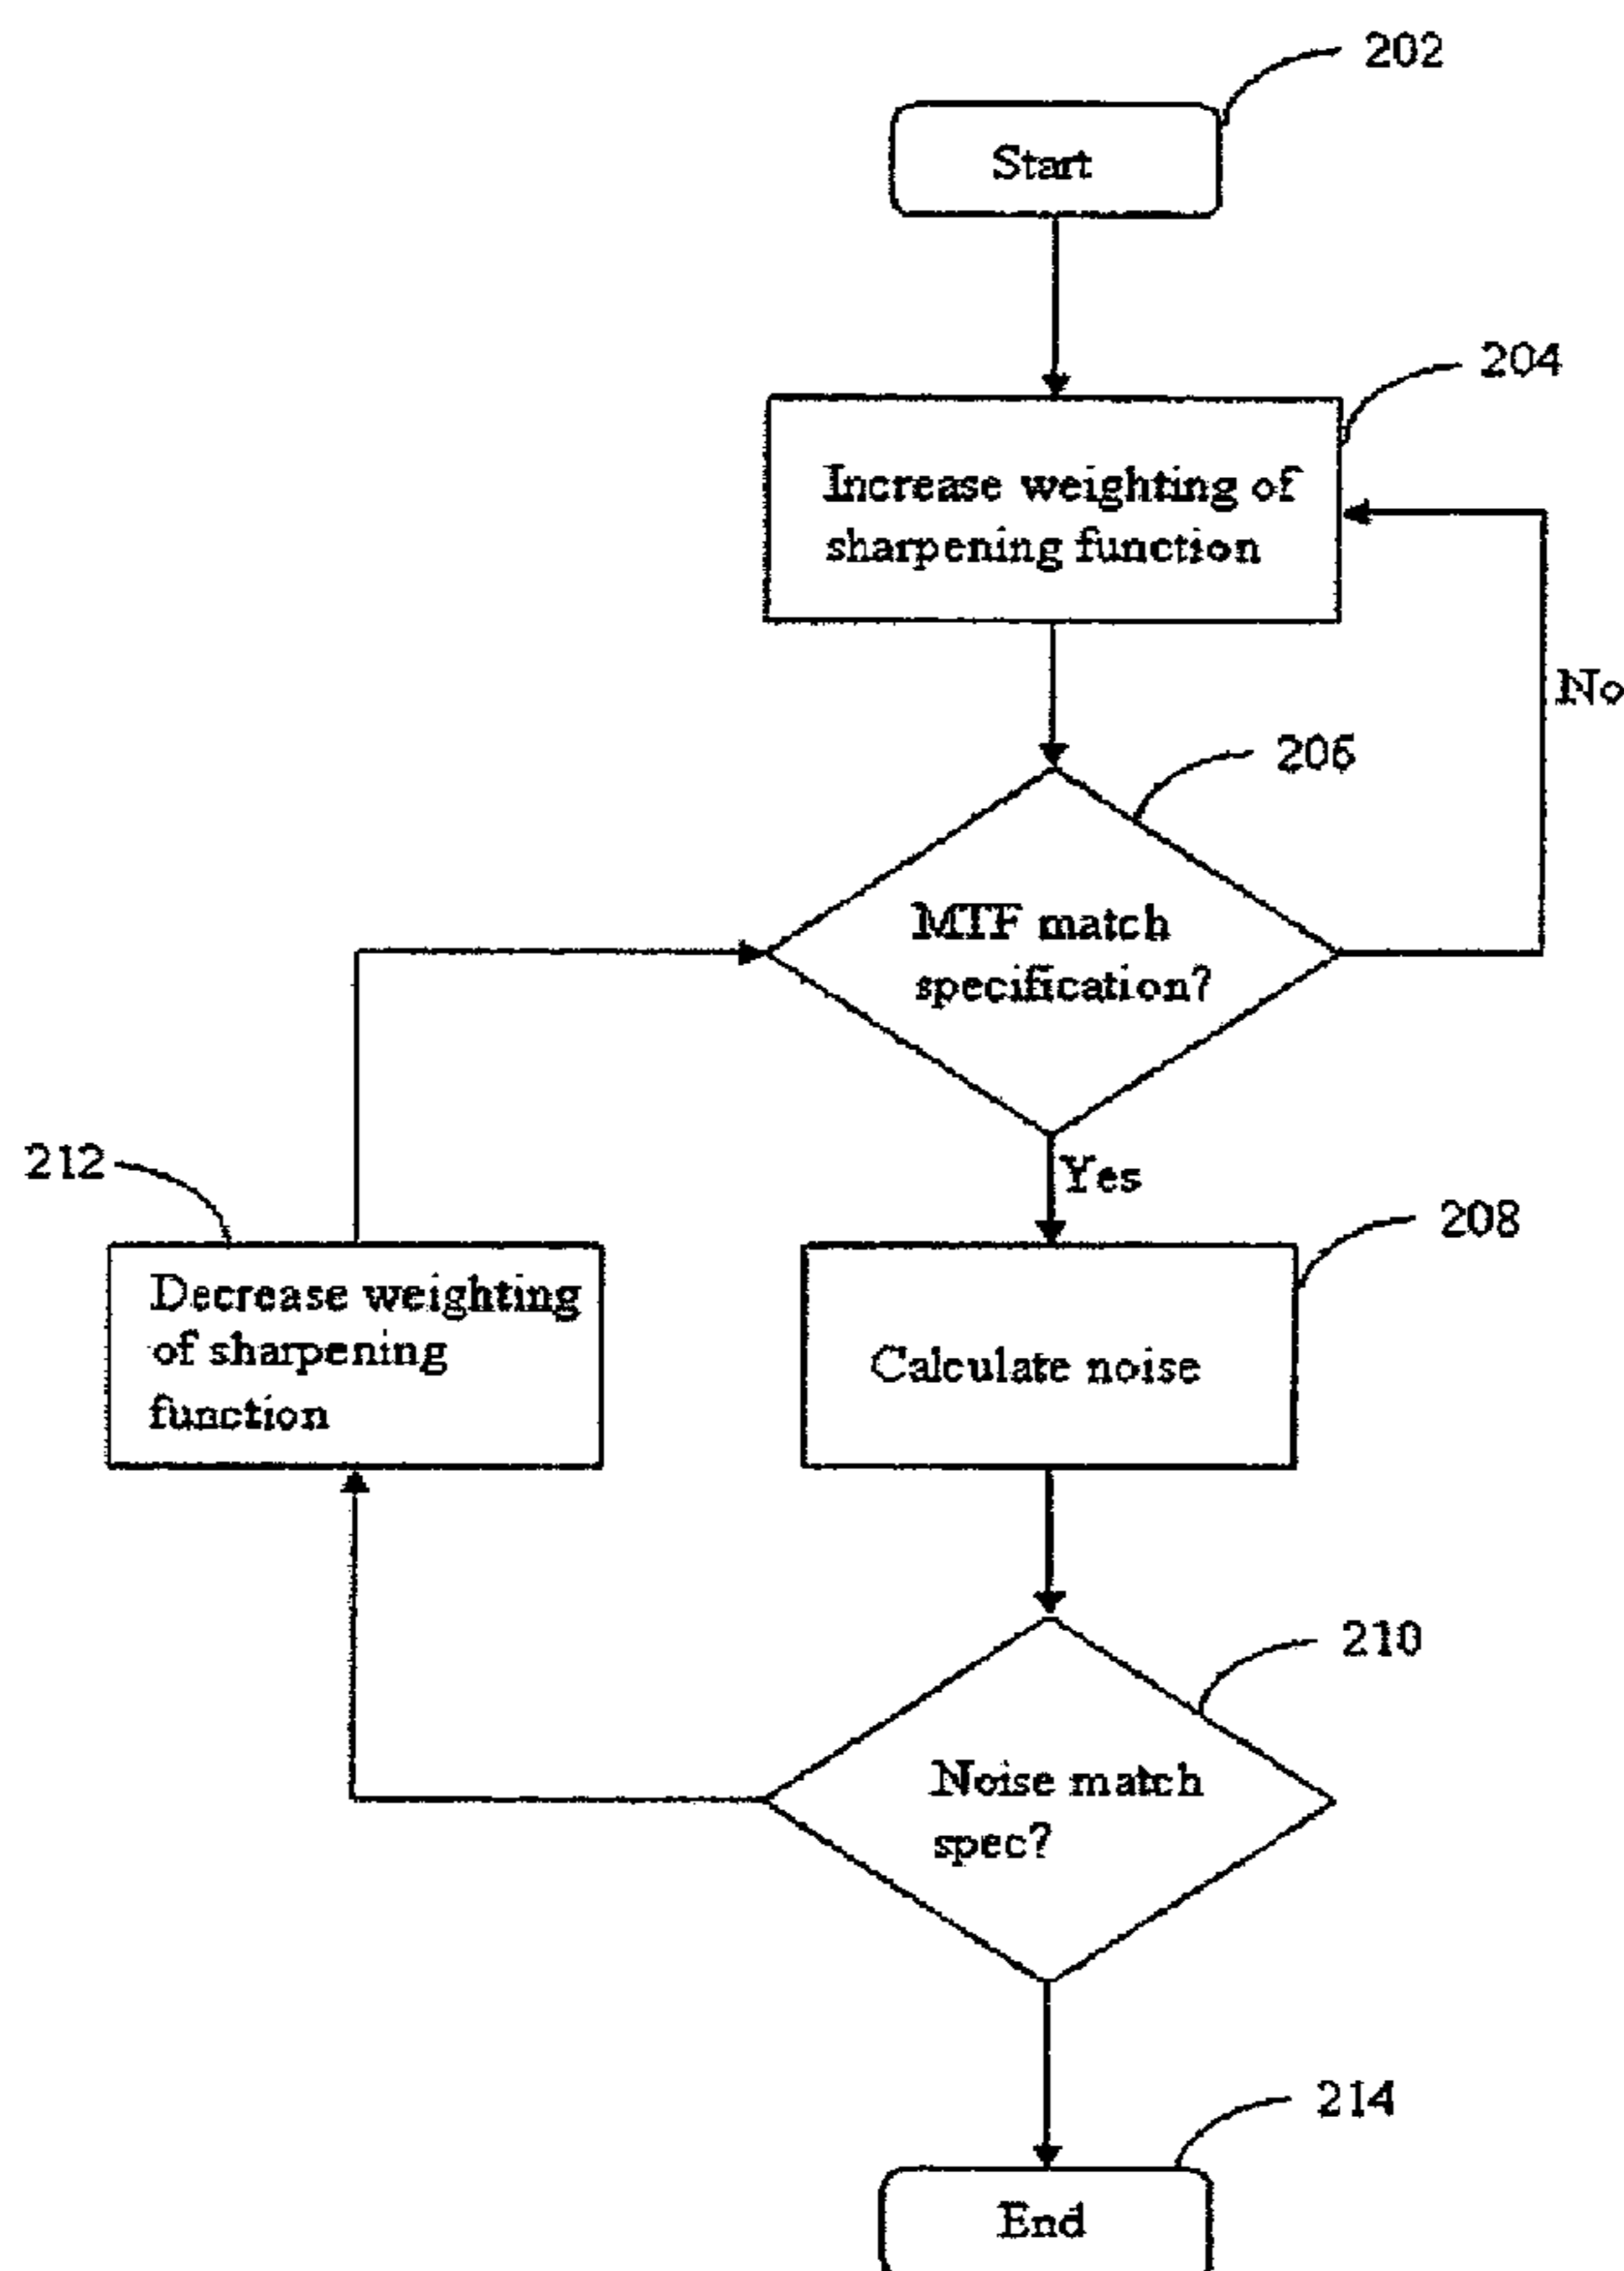 202
Start
204
Increase weighting of
sharpening function
No
206
MTF match
specification?
212
Yes
208
Decrease weighting
of sharpening
function
Calculate noise
210
Noise match
spec?
214
End